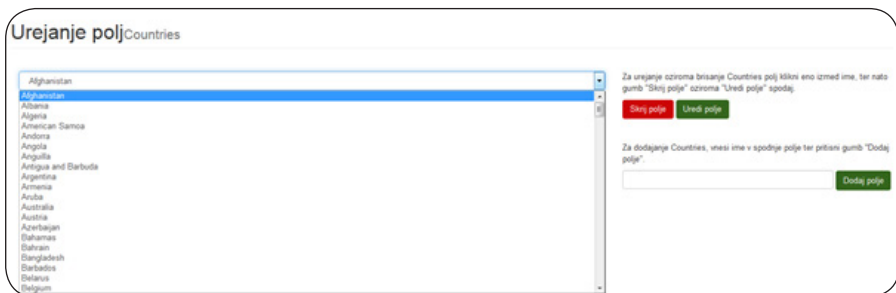 Urejanje poljCountries
Afghanistan
Afghanistan
Albania
Algeria
American Samoa
Andorra
Angola
Anguilla
Antigua and Barbuda
Argentina
Armenia
Aruba
Australia
Austria
Azerbaijan
Bahamas
Bahrain
Bangladesh
Barbados
Belarus
Belgium
Za urejanje oziroma brisanje Countries polj klikni eno izmed ime, ter nato
gumb "Skrij polje" oziroma "Uredi polje" spodaj.
Skrij polje Uredi polje
Za dodajanje Countries, vnesi ime v spodnje polje ter pritisni gumb "Dodaj
polje".
Dodaj polje